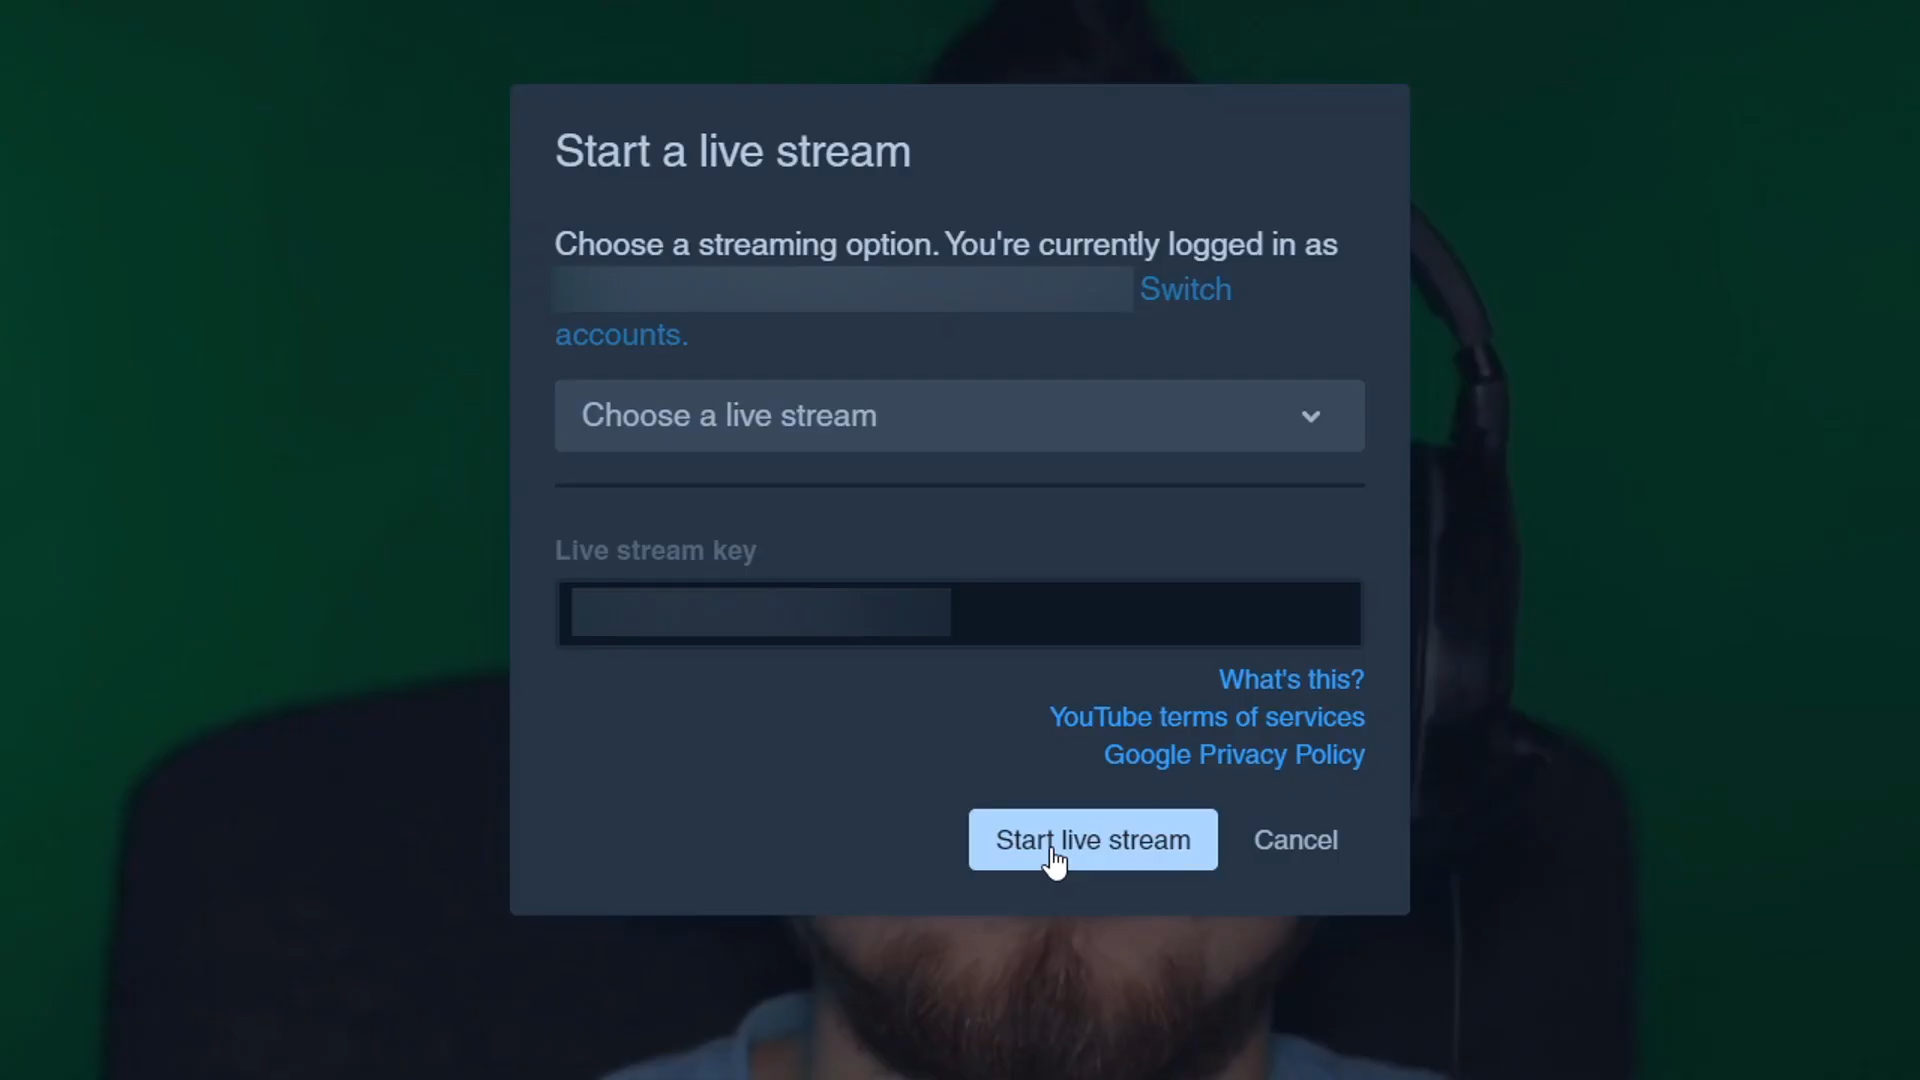 Start a live stream
Choose a streaming option. You're currently logged in as
Switch
accounts.
Choose a live stream
Live stream key
What's this?
YouTube terms of services
Google Privacy Policy
Start live stream
Cancel